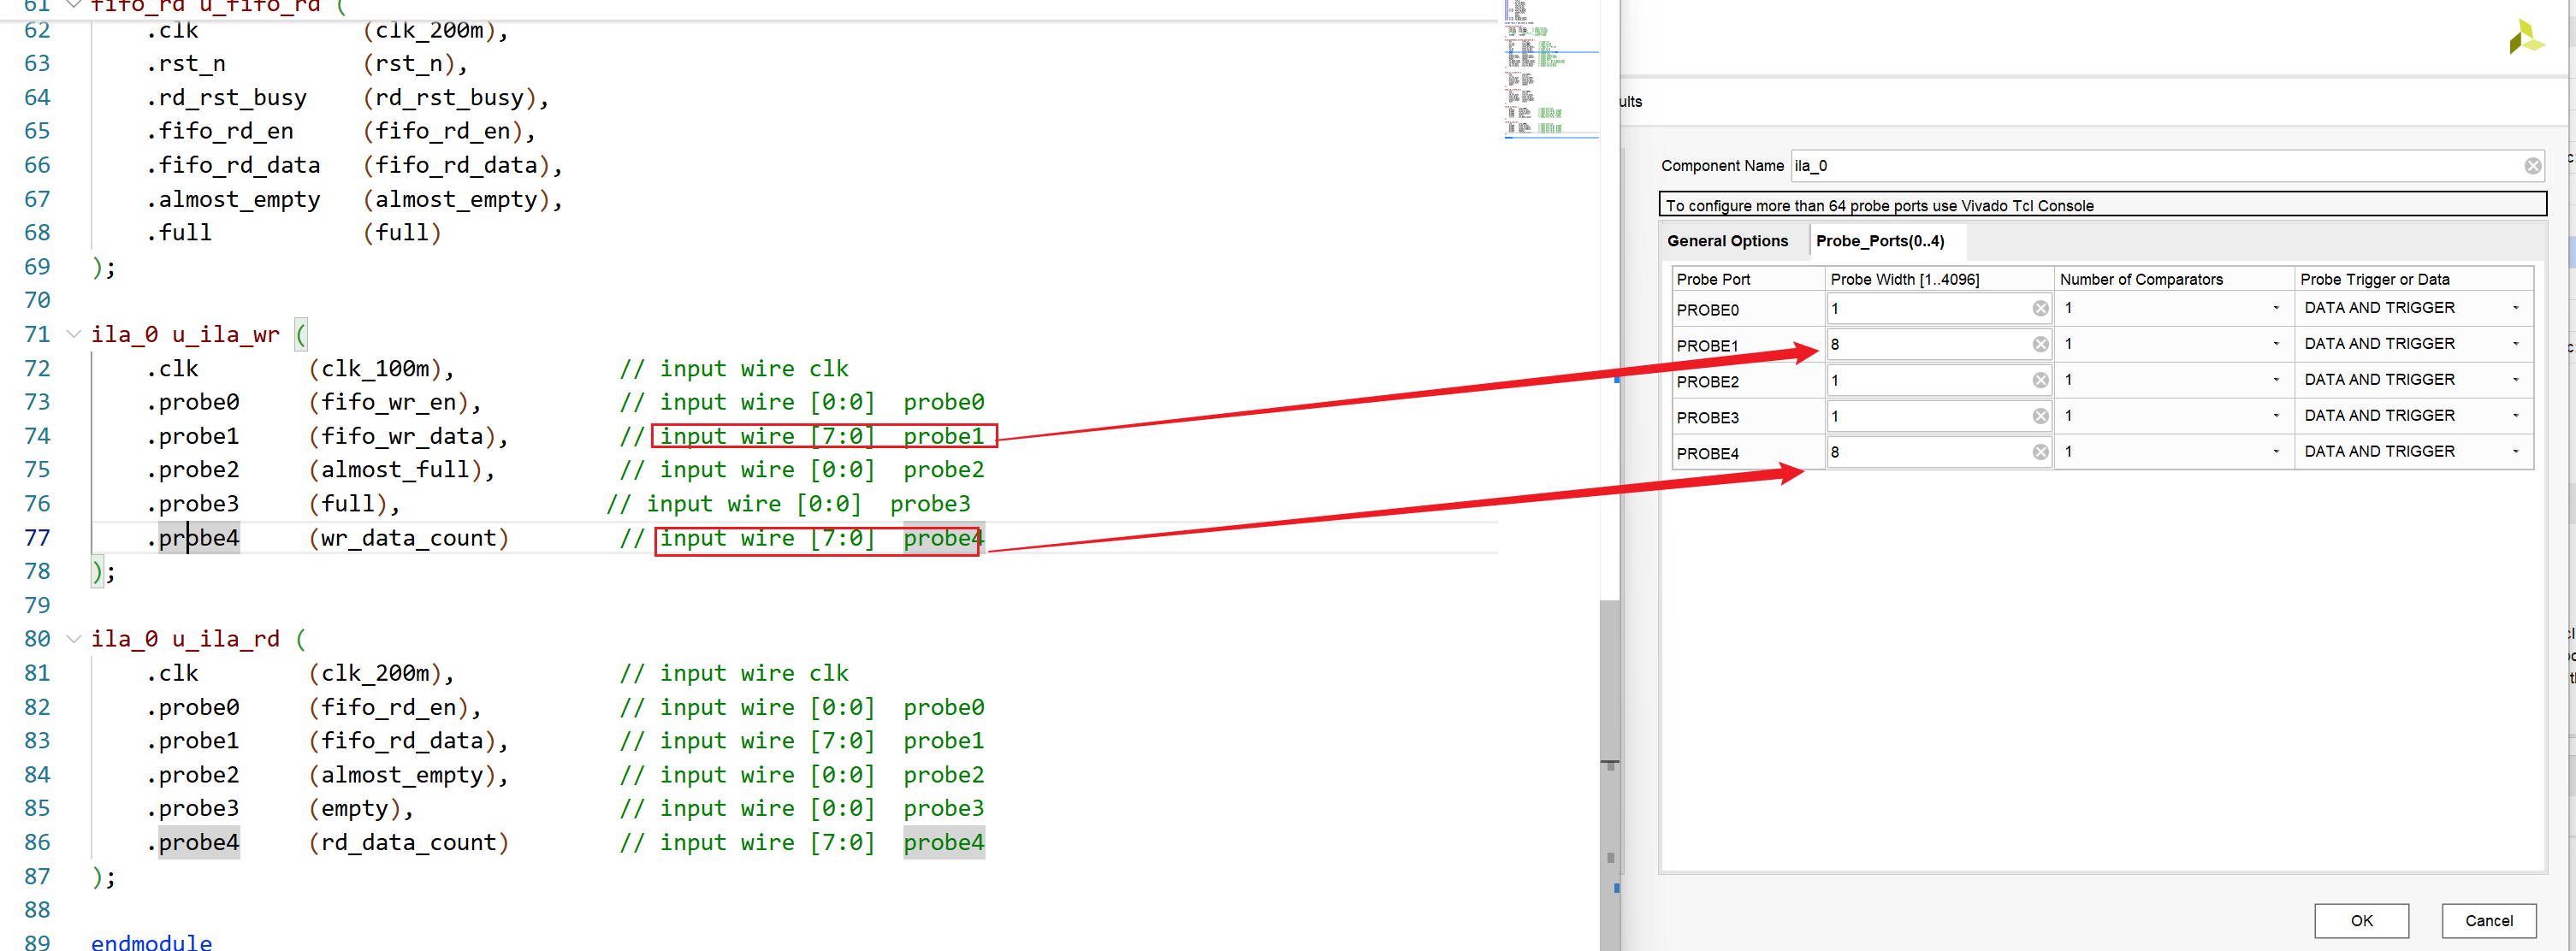 61 fifo_rd u_fifo_rd (
62 .clk (clk_200m),
63 .rst_n (rst_n),
64 .rd_rst_busy (rd_rst_busy),
65 .fifo_rd_en (fifo_rd_en),
66 .fifo_rd_data (fifo_rd_data),
67 .almost_empty (almost_empty),
68 .full (full)
69 );
70
71 ila_0 u_ila_wr (
72 .clk (clk_100m), // input wire clk
73 .probe0 (fifo_wr_en), // input wire [0:0] probe0
74 .probe1 (fifo_wr_data), // input wire [7:0] probe1
75 .probe2 (almost_full), // input wire [0:0] probe2
76 .probe3 (full), // input wire [0:0] probe3
77 .probe4 (wr_data_count) // input wire [7:0] probe4
78 );
79
80 ila_0 u_ila_rd (
81 .clk (clk_200m), // input wire clk
82 .probe0 (fifo_rd_en), // input wire [0:0] probe0
83 .probe1 (fifo_rd_data), // input wire [7:0] probe1
84 .probe2 (almost_empty), // input wire [0:0] probe2
85 .probe3 (empty), // input wire [0:0] probe3
86 .probe4 (rd_data_count) // input wire [7:0] probe4
87 );
88
89 endmodule
ults
Component Name ila_0
To configure more than 64 probe ports use Vivado Tcl Console
General Options Probe_Ports(0..4)
Probe Port Probe Width [1..4096] Number of Comparators Probe Trigger or Data
PROBE0 1 1 DATA AND TRIGGER
PROBE1 8 1 DATA AND TRIGGER
PROBE2 1 1 DATA AND TRIGGER
PROBE3 1 1 DATA AND TRIGGER
PROBE4 8 1 DATA AND TRIGGER
OK Cancel